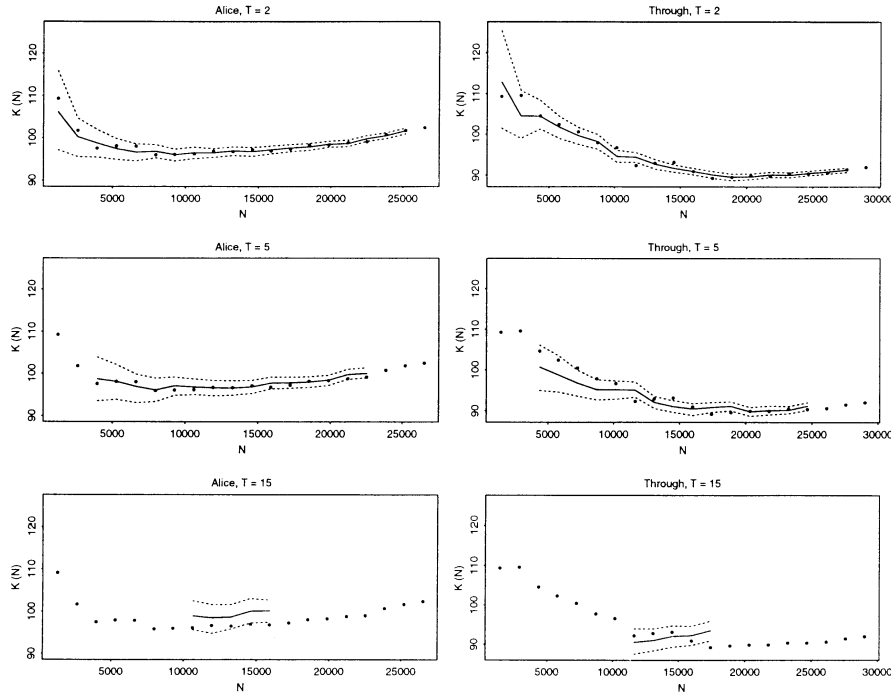 Alice, T = 2
K (N)
90 100 110 120
5000 10000 15000 20000 25000
N
Through, T = 2
K (N)
90 100 110 120
5000 10000 15000 20000 25000 30000
N
Alice, T = 5
K (N)
90 100 110 120
5000 10000 15000 20000 25000
N
Through, T = 5
K (N)
90 100 110 120
5000 10000 15000 20000 25000 30000
N
Alice, T = 15
K (N)
90 100 110 120
5000 10000 15000 20000 25000
N
Through, T = 15
K (N)
90 100 110 120
5000 10000 15000 20000 25000 30000
N